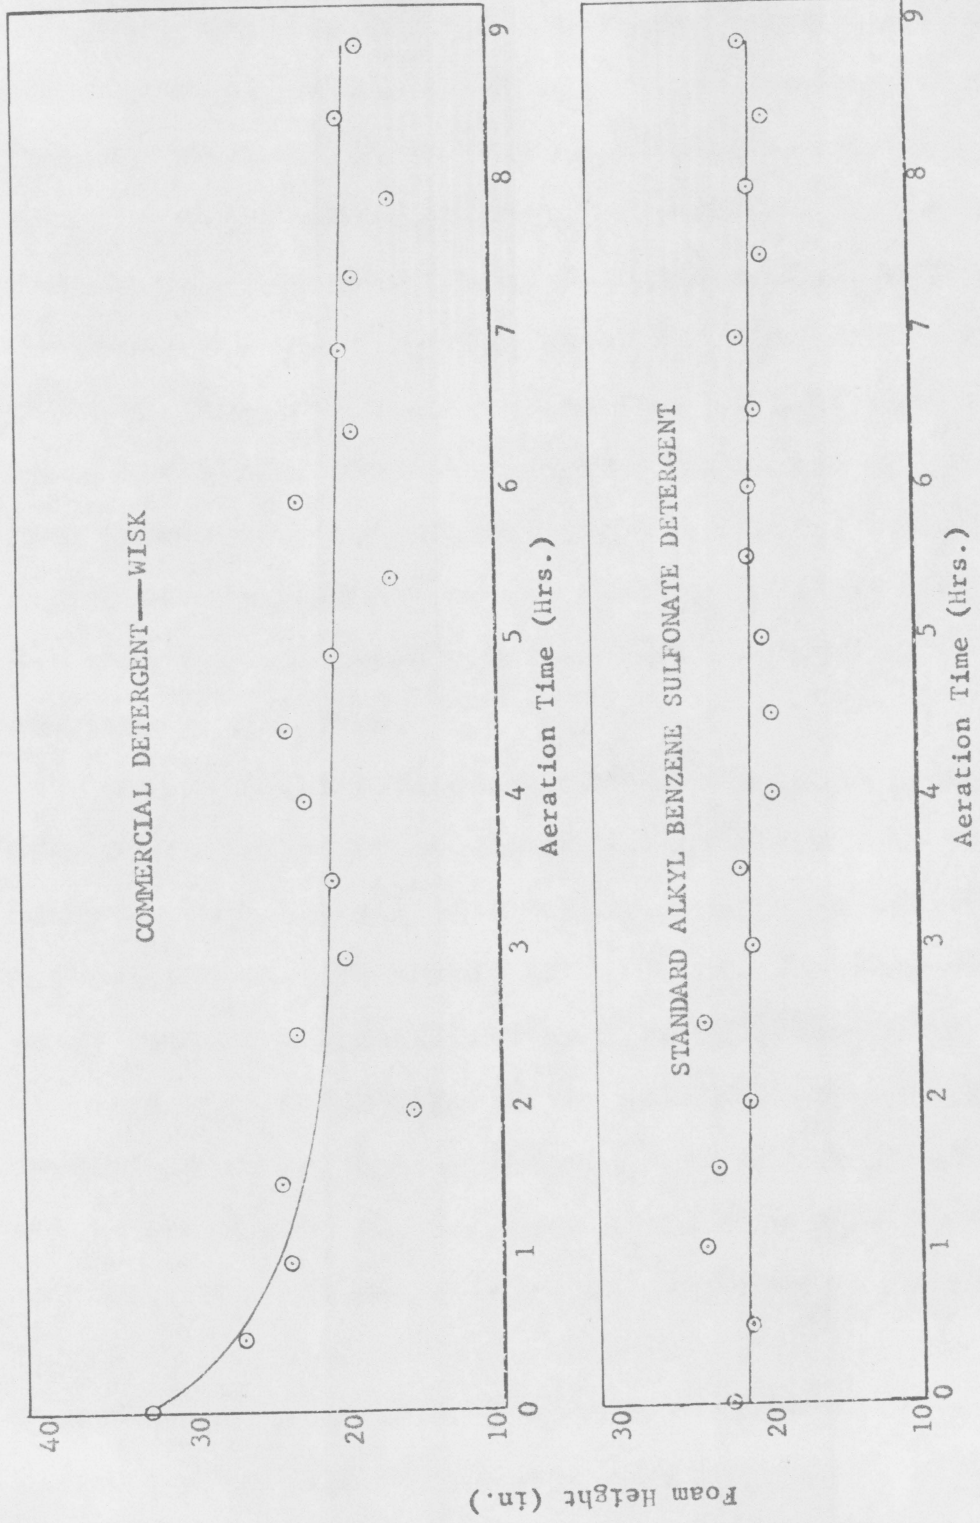 COMMERCIAL DETERGENT—WISK
40
30
20
10
0 1 2 3 4 5 6 7 8 9
Aeration Time (Hrs.)
Foam Height (in.)
STANDARD ALKYL BENZENE SULFONATE DETERGENT
30
20
10
0 1 2 3 4 5 6 7 8 9
Aeration Time (Hrs.)